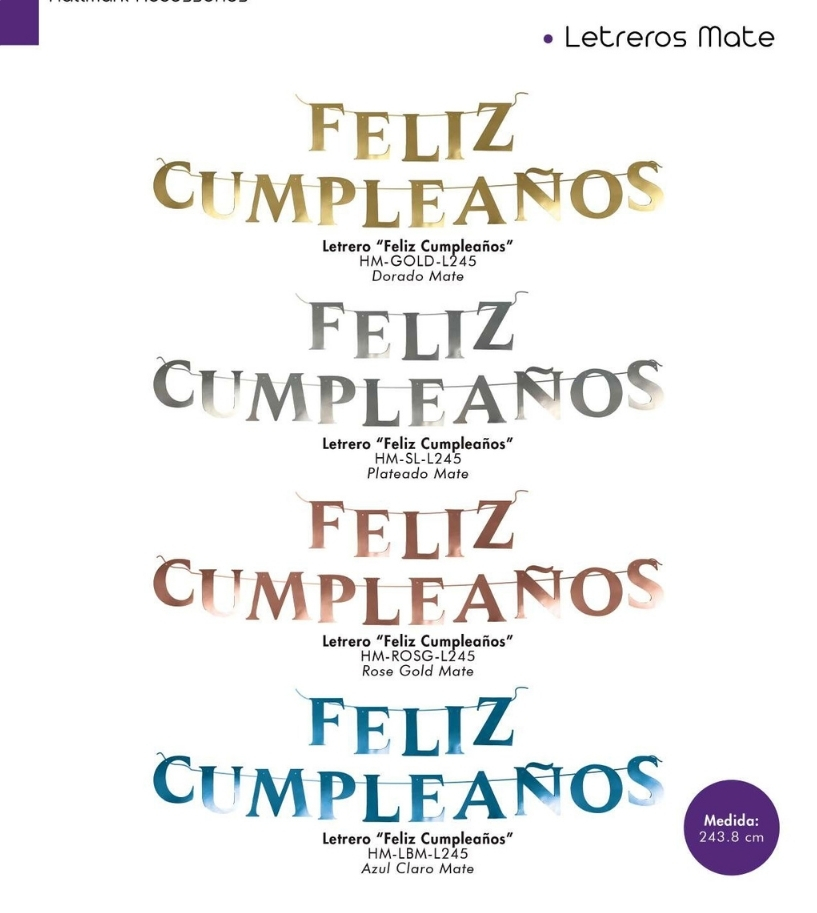 Hallmark Accessories
• Letreros Mate
FELIZ
CUMPLEAÑOS
Letrero “Feliz Cumpleaños”
HM-GOLD-L245
Dorado Mate
FELIZ
CUMPLEAÑOS
Letrero “Feliz Cumpleaños”
HM-SL-L245
Plateado Mate
FELIZ
CUMPLEAÑOS
Letrero “Feliz Cumpleaños”
HM-ROSG-L245
Rose Gold Mate
FELIZ
CUMPLEAÑOS
Letrero “Feliz Cumpleaños”
HM-LBM-L245
Azul Claro Mate
Medida:
243.8 cm